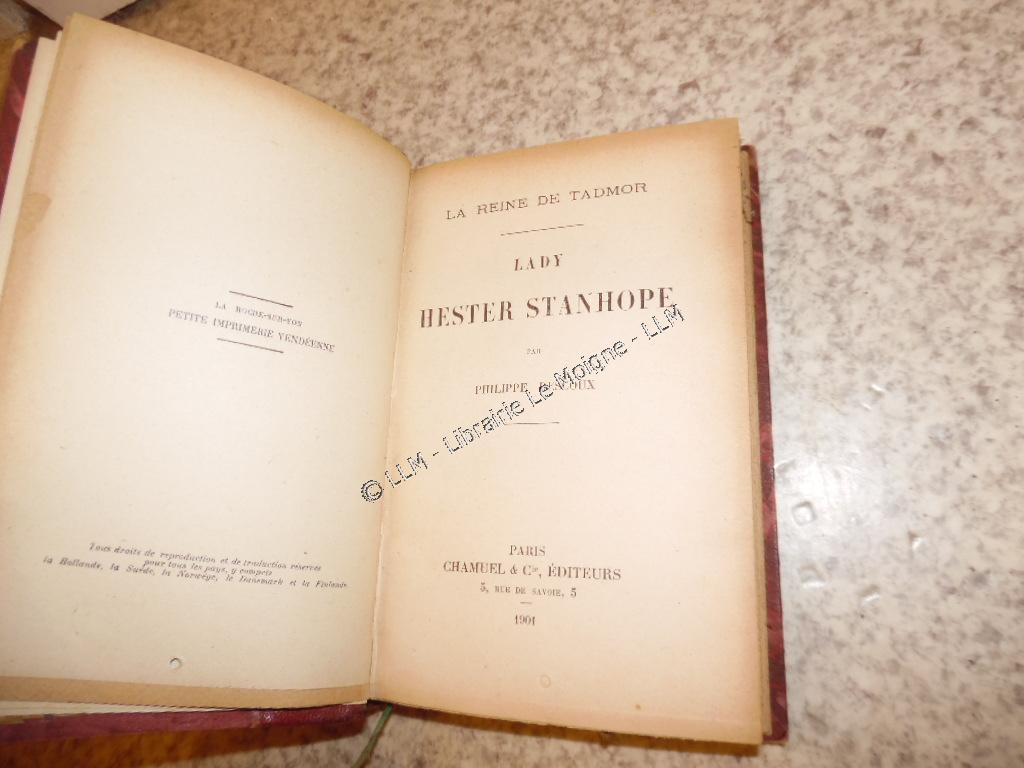 LA ROCHE-SUR-YON
PETITE IMPRIMERIE VENDÉENNE
Tous droits de reproduction et de traduction réservés
pour tous les pays, y compris
la Hollande, la Suède, la Norwège, le Danemark et la Finlande
LA REINE DE TADMOR
LADY
HESTER STANHOPE
PAR
PHILIPPE
PARIS
CHAMUEL & Cie, ÉDITEURS
5, RUE DE SAVOIE, 5
1901
© LLM - Librairie Le Moigne - LLM